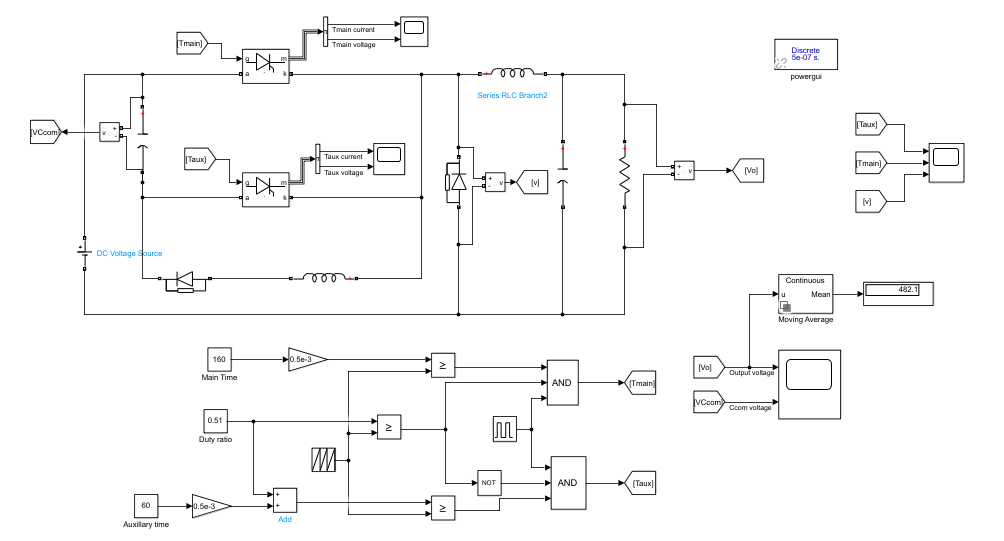 [Tmain]
g
m
a
k
Tmain current
Tmain voltage
Discrete
5e-07 s.
powergui
Series RLC Branch2
[VCcom]
v
+
-
[Taux]
g
m
a
k
Taux current
Taux voltage
+
-
v
[v]
+
-
v
[Vo]
[Taux]
[Tmain]
[v]
DC Voltage Source
Continuous
u
Mean
Moving Average
482.1
160
Main Time
0.5e-3
≥
AND
[Tmain]
[Vo]
Output voltage
[VCcom]
Ccom voltage
0.51
Duty ratio
≥
NOT
AND
[Taux]
60
Auxillary time
0.5e-3
+
+
Add
≥